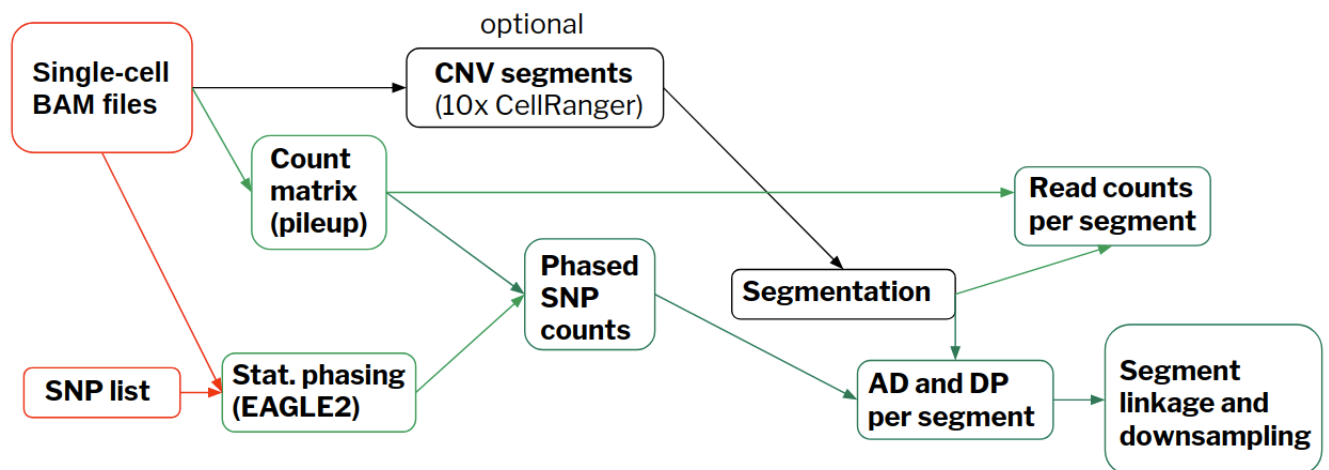 optional
Single-cell
BAM files
CNV segments
(10x CellRanger)
Count
matrix
(pileup)
Read counts
per segment
Phased
SNP
counts
Segmentation
SNP list
Stat. phasing
(EAGLE2)
AD and DP
per segment
Segment
linkage and
downsampling